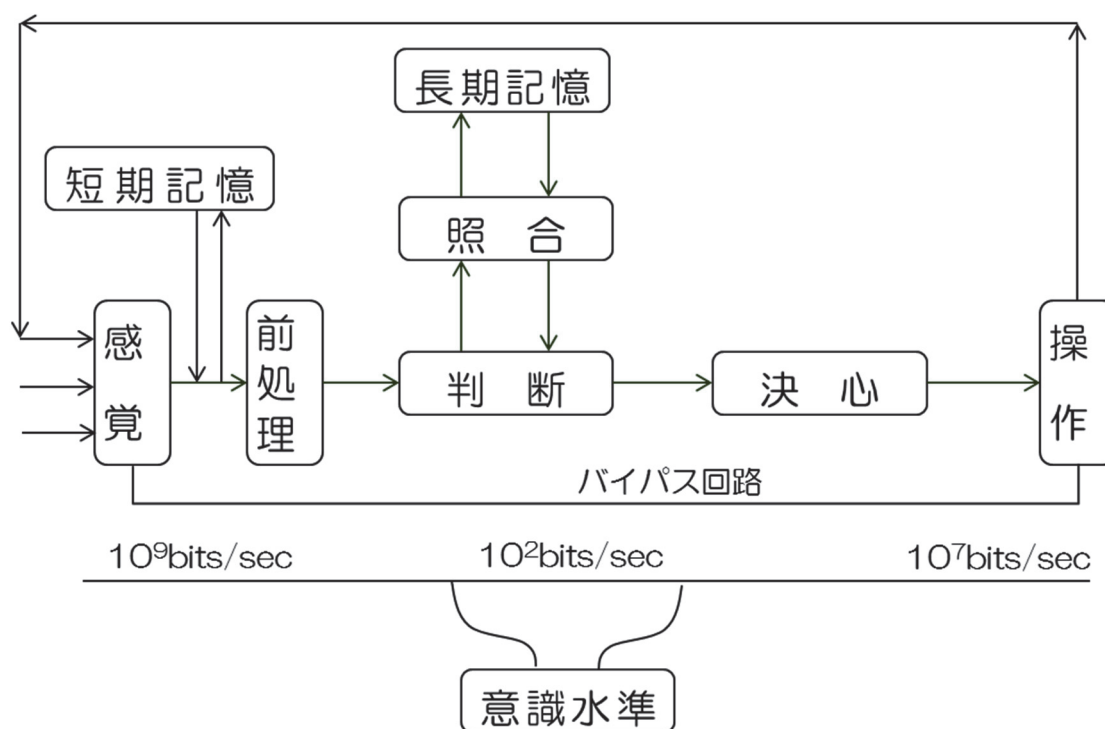 長期記憶
短期記憶
照 合
感覚
前処理
判 断
決 心
操作
バイパス回路
10⁹bits/sec
10²bits/sec
10⁷bits/sec
意識水準